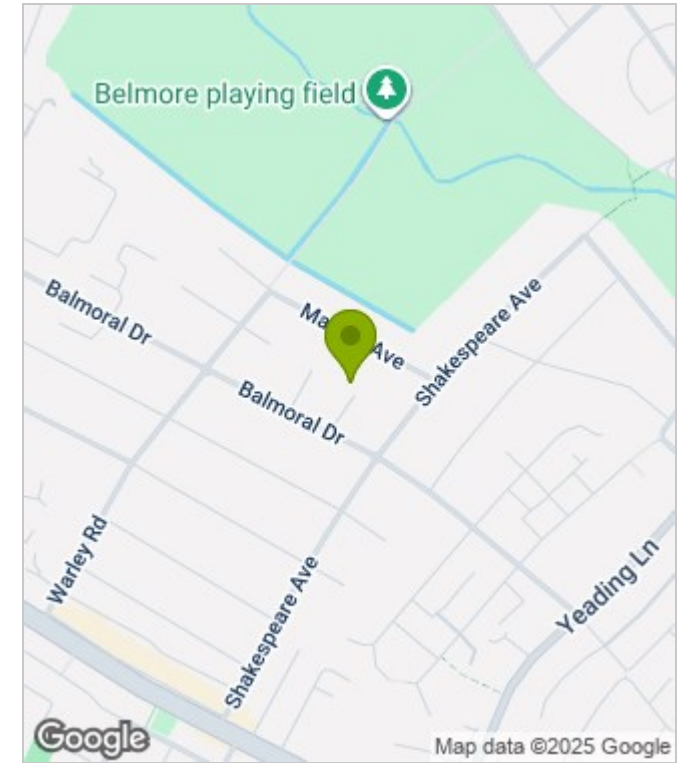 Belmore playing field
Balmoral Dr
Ave
Shakespeare Ave
Balmoral Dr
Warley Rd
Shakespeare Ave
Yeading Ln
Google
Map data ©2025 Google